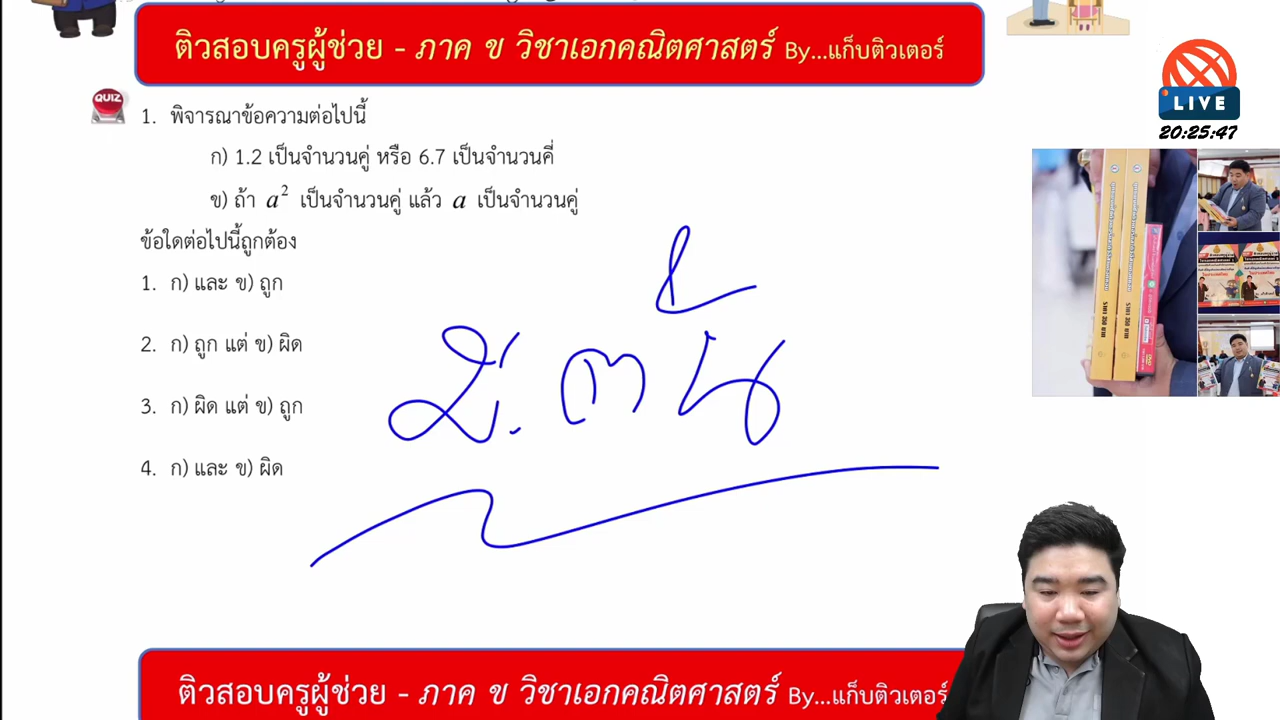 ติวสอบครูผู้ช่วย - ภาค ข วิชาเอกคณิตศาสตร์ By...แก็บติวเตอร์
QUIZ
LIVE
20:25:47
1. พิจารณาข้อความต่อไปนี้
ก) 1.2 เป็นจำนวนคู่ หรือ 6.7 เป็นจำนวนคี่
ข) ถ้า a² เป็นจำนวนคู่ แล้ว a เป็นจำนวนคู่
ข้อใดต่อไปนี้ถูกต้อง
1. ก) และ ข) ถูก
2. ก) ถูก แต่ ข) ผิด
3. ก) ผิด แต่ ข) ถูก
4. ก) และ ข) ผิด
ม.ต้น
ติวสอบครูผู้ช่วย - ภาค ข วิชาเอกคณิตศาสตร์ By...แก็บติวเตอร์